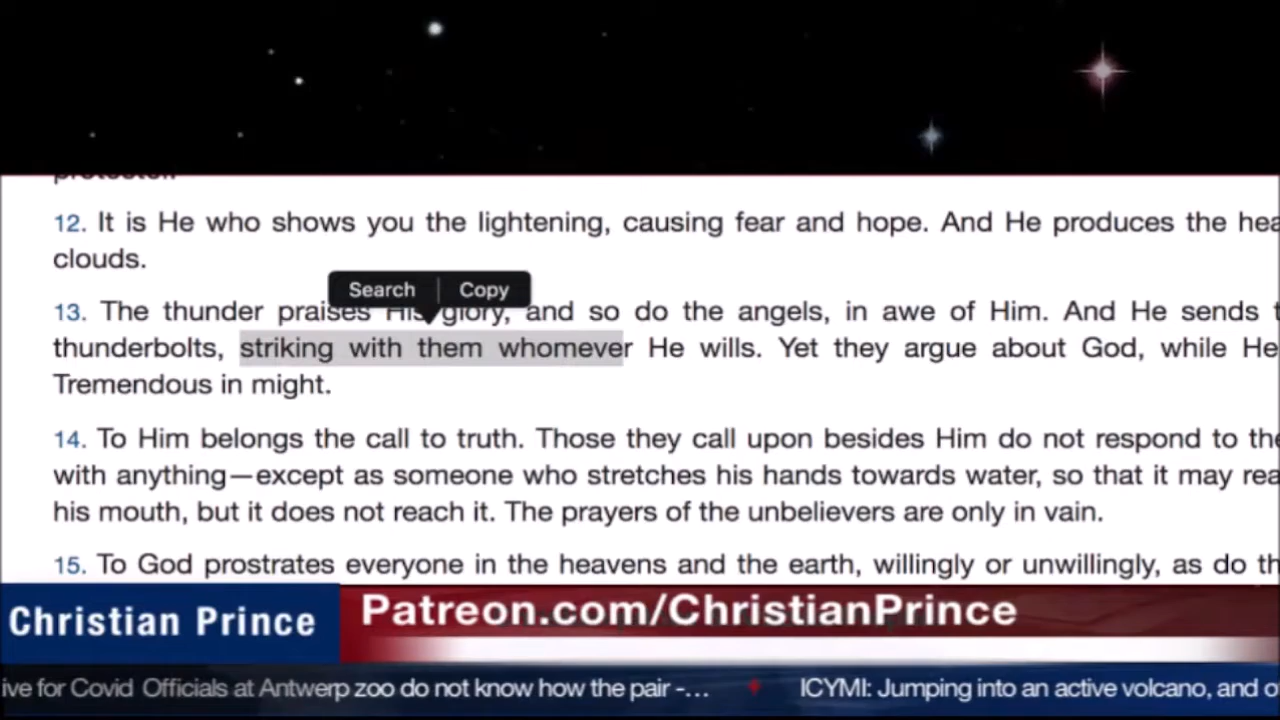 12. It is He who shows you the lightening, causing fear and hope. And He produces the
clouds.
Search Copy
13. The thunder praises His glory, and so do the angels, in awe of Him. And He sends
thunderbolts, striking with them whomever He wills. Yet they argue about God, while He
Tremendous in might.
14. To Him belongs the call to truth. Those they call upon besides Him do not respond to
with anything—except as someone who stretches his hands towards water, so that it may
his mouth, but it does not reach it. The prayers of the unbelievers are only in vain.
15. To God prostrates everyone in the heavens and the earth, willingly or unwillingly, as do
Christian Prince
Patreon.com/ChristianPrince
ive for Covid Officials at Antwerp zoo do not know how the pair -... ICYMI: Jumping into an active volcano, and